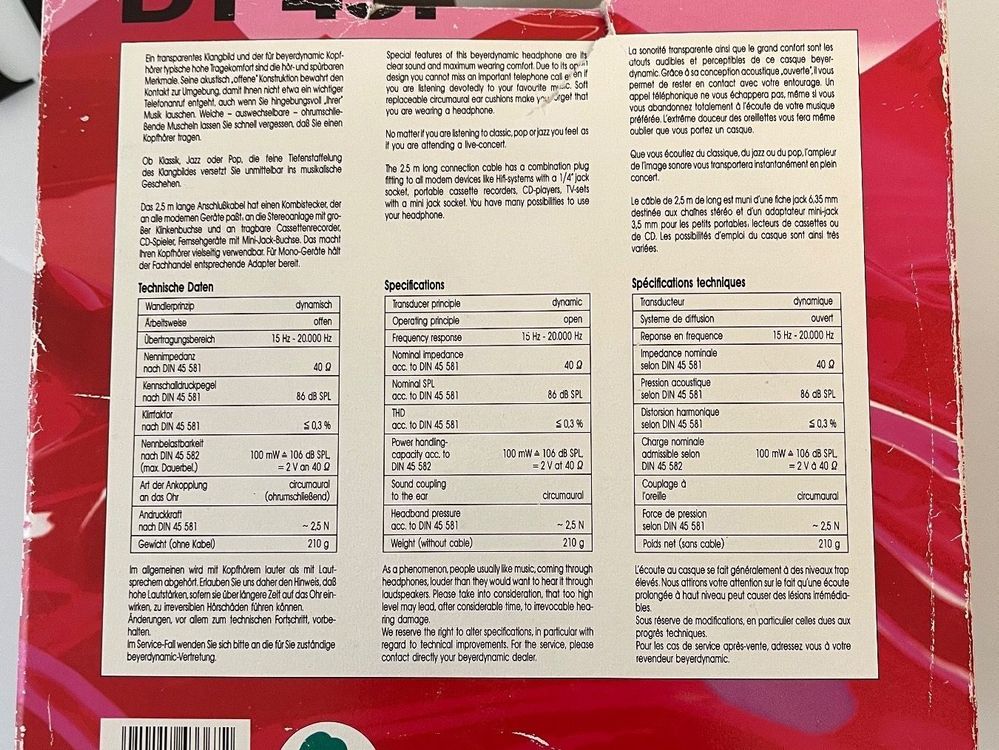 Ein transparentes Klangbild und der für beyerdynamic Kopf-
hörer typische hohe Tragekomfort sind die hör- und spürbaren
Merkmale. Seine akustisch „offene" Konstruktion bewahrt den
Kontakt zur Umgebung, damit Ihnen nicht etwa ein wichtiger
Telefonanruf entgeht, auch wenn Sie hingebungsvoll „Ihrer"
Musik lauschen. Weiche - auswechselbare - ohrumschlie-
ßende Muscheln lassen Sie schnell vergessen, daß Sie einen
Kopfhörer tragen.
Ob Klassik, Jazz oder Pop, die feine Tiefenstaffelung
des Klangbildes versetzt Sie unmittelbar ins musikalische
Geschehen.
Das 2,5 m lange Anschlußkabel hat einen Kombistecker, der
an alle modernen Geräte paßt, an die Stereoanlage mit gro-
ßer Klinkenbuchse und an tragbare Cassettenrecorder,
CD-Spieler, Fernsehgeräte mit Mini-Jack-Buchse. Das macht
Ihren Kopfhörer vielseitig verwendbar. Für Mono-Geräte hält
der Fachhandel entsprechende Adapter bereit.
Technische Daten
Wandlerprinzip dynamisch
Arbeitsweise offen
Übertragungsbereich 15 Hz - 20.000 Hz
Nennimpedanz
nach DIN 45 581 40 Ω
Kennschalldruckpegel
nach DIN 45 581 86 dB SPL
Klirrfaktor
nach DIN 45 581 ≤ 0,3 %
Nennbelastbarkeit
nach DIN 45 582 100 mW ≙ 106 dB SPL,
(max. Dauerbel.) = 2 V an 40 Ω
Art der Ankopplung circumaural
an das Ohr (ohrumschließend)
Andruckkraft
nach DIN 45 581 ~ 2,5 N
Gewicht (ohne Kabel) 210 g
Im allgemeinen wird mit Kopfhörern lauter als mit Laut-
sprechern abgehört. Erlauben Sie uns daher den Hinweis, daß
hohe Lautstärken, sofern sie über längere Zeit auf das Ohr ein-
wirken, zu irreversiblen Hörschäden führen können.
Änderungen, vor allem zum technischen Fortschritt, vorbe-
halten.
Im Service-Fall wenden Sie sich bitte an die für Sie zuständige
beyerdynamic-Vertretung.
Special features of this beyerdynamic headphone are its
clear sound and maximum wearing comfort. Due to its
design you cannot miss an important telephone call even if
you are listening devotedly to your favourite music. Soft
replaceable circumaural ear cushions make you forget that
you are wearing a headphone.
No matter if you are listening to classic, pop or jazz you feel as
if you are attending a live-concert.
The 2.5 m long connection cable has a combination plug
fitting to all modern devices like Hifi-systems with a 1/4" jack
socket, portable cassette recorders, CD-players, TV-sets
with a mini jack socket. You have many possibilities to use
your headphone.
Specifications
Transducer principle dynamic
Operating principle open
Frequency response 15 Hz - 20.000 Hz
Nominal impedance
acc. to DIN 45 581 40 Ω
Nominal SPL
acc. to DIN 45 581 86 dB SPL
THD
acc. to DIN 45 581 ≤ 0,3 %
Power handling-
capacity acc. to 100 mW ≙ 106 dB SPL,
DIN 45 582 = 2 V at 40 Ω
Sound coupling
to the ear circumaural
Headband pressure
acc. to DIN 45 581 ~ 2,5 N
Weight (without cable) 210 g
As a phenomenon, people usually like music, coming through
headphones, louder than they would want to hear it through
laudspeakers. Please take into consideration, that too high
level may lead, after considerable time, to irrevocable hea-
ring damage.
We reserve the right to alter specifications, in particular with
regard to technical improvements. For the service, please
contact directly your beyerdynamic dealer.
La sonorité transparente ainsi que le grand confort sont les
atouts audibles et perceptibles de ce casque beyer-
dynamic. Grâce à sa conception accoustique „ouverte", il vous
permet de rester en contact avec votre entourage. Un
appel téléphonique ne vous échappera pas, même si vous
vous abandonnez totalement à l'écoute de votre musique
préférée. L'extrême douceur des oreillettes vous fera même
oublier que vous portez un casque.
Que vous écoutiez du classique, du jazz ou du pop, l'ampleur
de l'image sonore vous transportera instantanément en plein
concert.
Le câble de 2,5 m de long est muni d'une fiche jack 6,35 mm
destinée aux chaînes stéréo et d'un adaptateur mini-jack
3,5 mm pour les petits portables, lecteurs de cassettes ou
de CD. Les possibilités d'emploi du casque sont ainsi très
variées.
Spécifications techniques
Transducteur dynamique
Systeme de diffusion ouvert
Reponse en frequence 15 Hz - 20.000 Hz
Impedance nominale
selon DIN 45 581 40 Ω
Pression acoustique
selon DIN 45 581 86 dB SPL
Distorsion harmonique
selon DIN 45 581 ≤ 0,3 %
Charge nominale
admissible selon 100 mW ≙ 106 dB SPL,
DIN 45 582 = 2 V à 40 Ω
Couplage à
l'oreille circumaural
Force de pression
selon DIN 45 581 ~ 2,5 N
Poids net (sans cable) 210 g
L'écoute au casque se fait généralement à des niveaux trop
élevés. Nous attirons votre attention sur le fait qu'une écoute
prolongée à haut niveau peut causer des lésions irrémédia-
bles.
Sous réserve de modifications, en particulier celles dues aux
progrès techniques.
Pour les cas de service après-vente, adressez vous à votre
revendeur beyerdynamic.